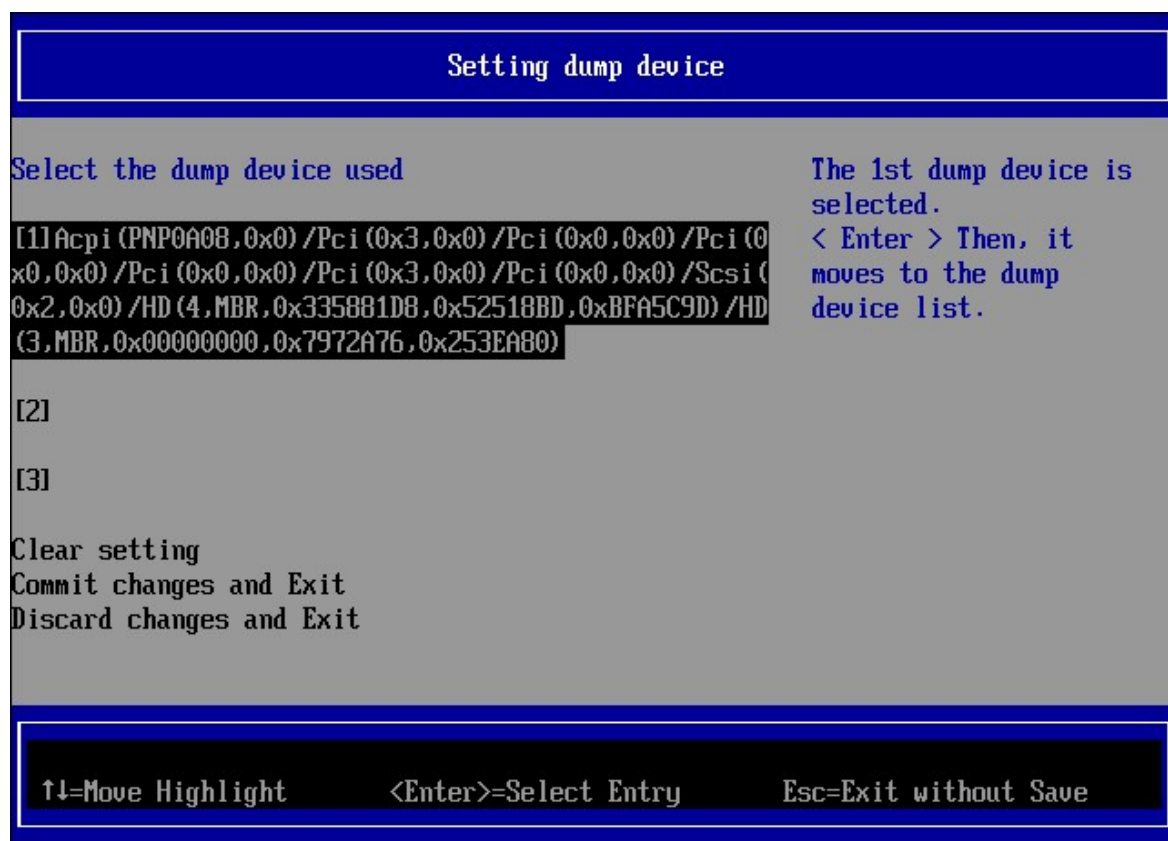 Setting dump device
Select the dump device used
[1]Acpi(PNP0A08,0x0)/Pci(0x3,0x0)/Pci(0x0,0x0)/Pci(0
x0,0x0)/Pci(0x0,0x0)/Pci(0x3,0x0)/Pci(0x0,0x0)/Scsi(
0x2,0x0)/HD(4,MBR,0x335881D8,0x52518BD,0xBFA5C9D)/HD
(3,MBR,0x00000000,0x7972A76,0x253EA80)
[2]
[3]
Clear setting
Commit changes and Exit
Discard changes and Exit
The 1st dump device is
selected.
< Enter > Then, it
moves to the dump
device list.
↑↓=Move Highlight <Enter>=Select Entry Esc=Exit without Save